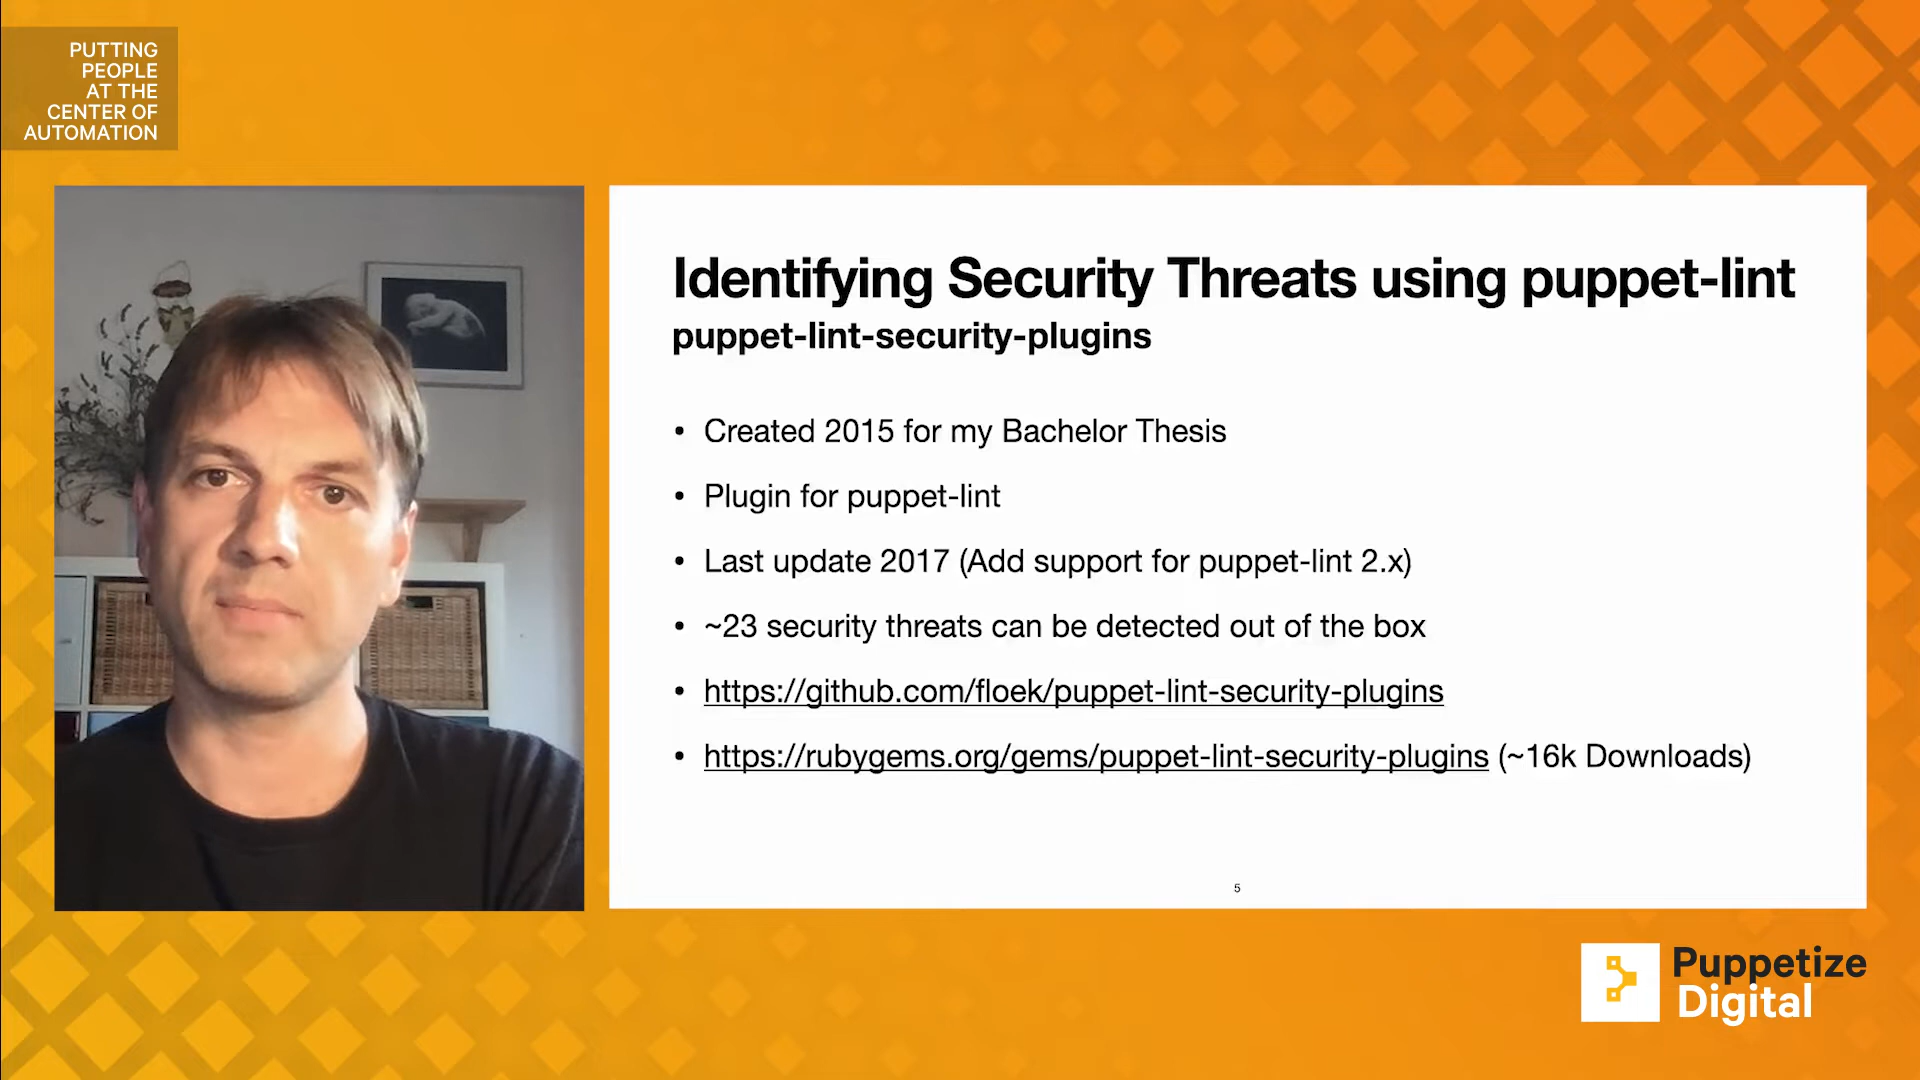 PUTTING
PEOPLE
AT THE
CENTER OF
AUTOMATION
Identifying Security Threats using puppet-lint
puppet-lint-security-plugins
• Created 2015 for my Bachelor Thesis
• Plugin for puppet-lint
• Last update 2017 (Add support for puppet-lint 2.x)
• ~23 security threats can be detected out of the box
• https://github.com/floek/puppet-lint-security-plugins
• https://rubygems.org/gems/puppet-lint-security-plugins (~16k Downloads)
5
Puppetize
Digital